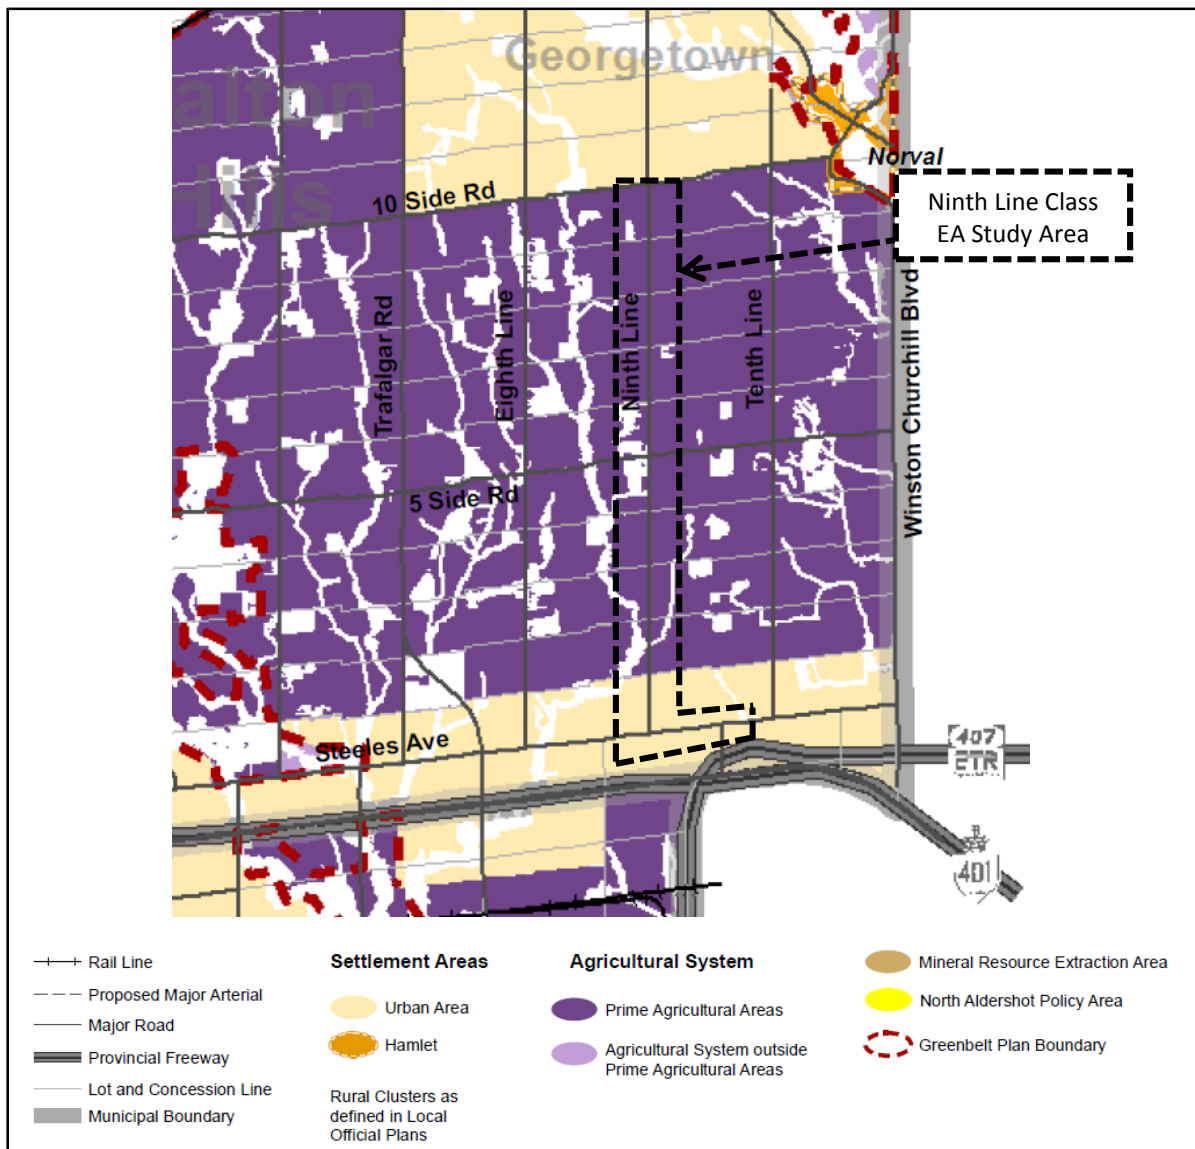 Georgetown
alton
Hills
Norval
10 Side Rd
Ninth Line Class
EA Study Area
Trafalgar Rd
Eighth Line
Ninth Line
Tenth Line
Winston Churchill Blvd
5 Side Rd
Steeles Ave
407
ETR
401
Rail Line
Proposed Major Arterial
Major Road
Provincial Freeway
Lot and Concession Line
Municipal Boundary
Settlement Areas
Urban Area
Hamlet
Rural Clusters as
defined in Local
Official Plans
Agricultural System
Prime Agricultural Areas
Agricultural System outside
Prime Agricultural Areas
Mineral Resource Extraction Area
North Aldershot Policy Area
Greenbelt Plan Boundary